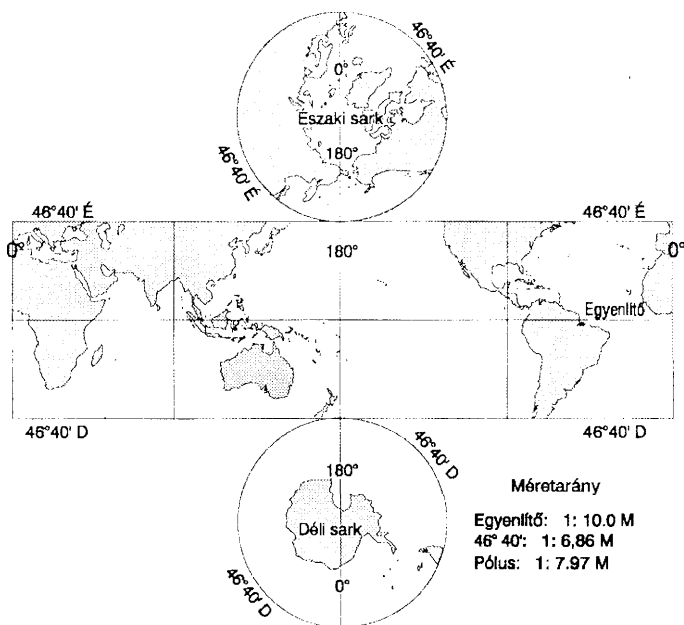 46°40' É
0°
Északi sark
180°
46°40' É
46°40' É
46°40' É
0°
180°
0°
Egyenlítő
46°40' D
46°40' D
46°40' D
180°
Déli sark
0°
46°40' D
Méretarány
Egyenlítő: 1: 10.0 M
46° 40': 1: 6,86 M
Pólus: 1: 7.97 M